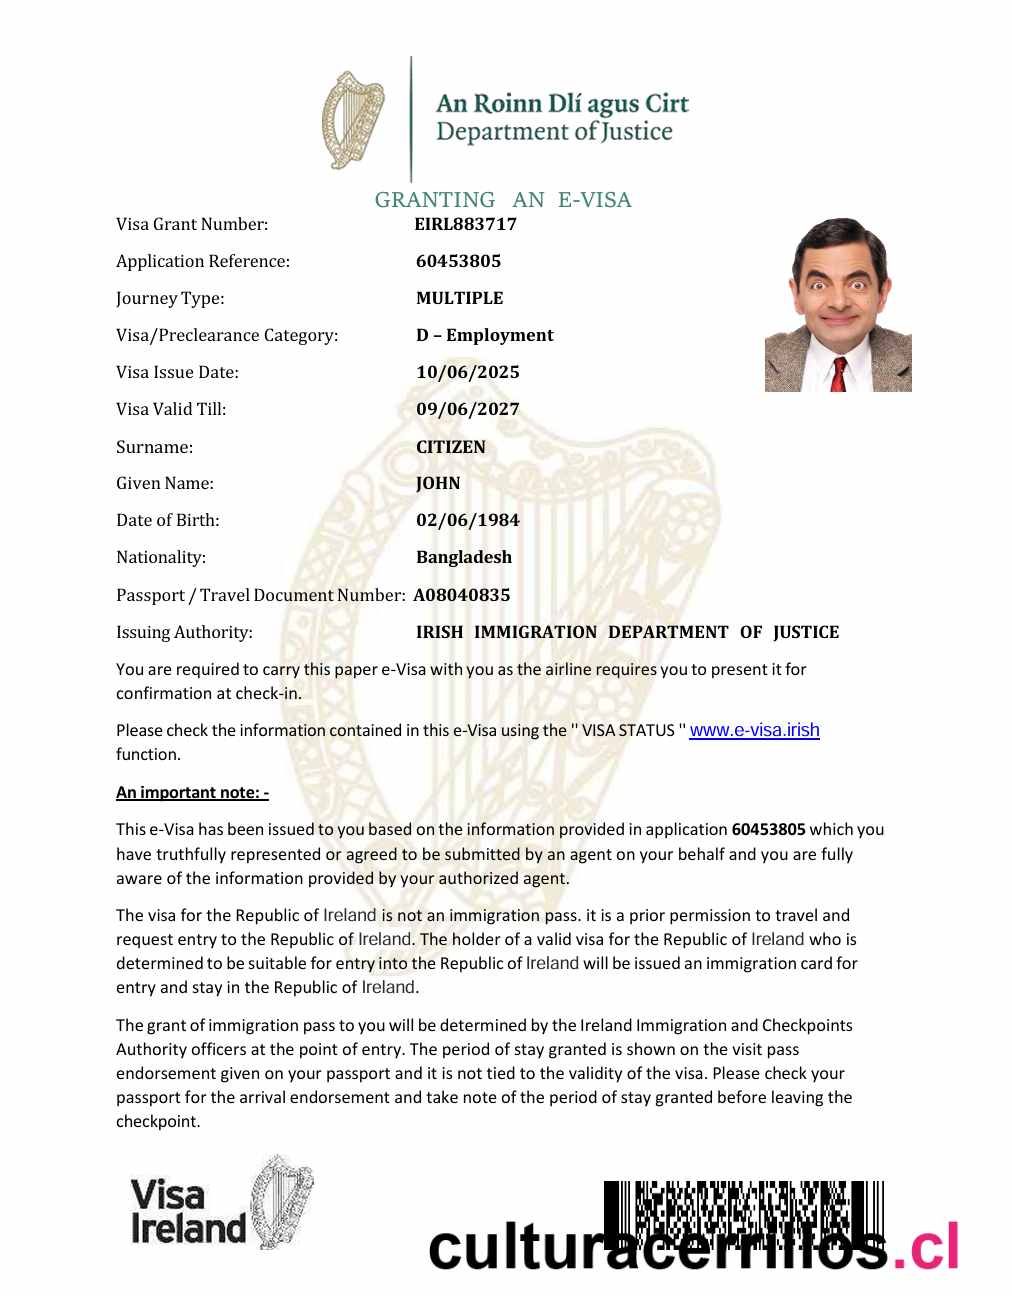 An Roinn Dlí agus Cirt
Department of Justice
GRANTING AN E-VISA
Visa Grant Number: EIRL883717
Application Reference: 60453805
Journey Type: MULTIPLE
Visa/Preclearance Category: D – Employment
Visa Issue Date: 10/06/2025
Visa Valid Till: 09/06/2027
Surname: CITIZEN
Given Name: JOHN
Date of Birth: 02/06/1984
Nationality: Bangladesh
Passport / Travel Document Number: A08040835
Issuing Authority: IRISH IMMIGRATION DEPARTMENT OF JUSTICE
You are required to carry this paper e-Visa with you as the airline requires you to present it for
confirmation at check-in.
Please check the information contained in this e-Visa using the " VISA STATUS " www.e-visa.irish
function.
An important note: -
This e-Visa has been issued to you based on the information provided in application 60453805 which you
have truthfully represented or agreed to be submitted by an agent on your behalf and you are fully
aware of the information provided by your authorized agent.
The visa for the Republic of Ireland is not an immigration pass. it is a prior permission to travel and
request entry to the Republic of Ireland. The holder of a valid visa for the Republic of Ireland who is
determined to be suitable for entry into the Republic of Ireland will be issued an immigration card for
entry and stay in the Republic of Ireland.
The grant of immigration pass to you will be determined by the Ireland Immigration and Checkpoints
Authority officers at the point of entry. The period of stay granted is shown on the visit pass
endorsement given on your passport and it is not tied to the validity of the visa. Please check your
passport for the arrival endorsement and take note of the period of stay granted before leaving the
checkpoint.
Visa
Ireland
culturacerrillos.cl